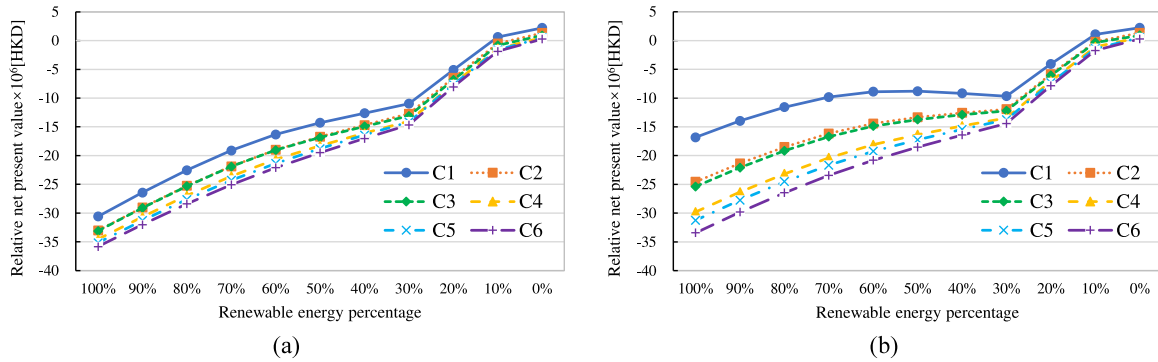 5
0
-5
-10
-15
-20
-25
-30
-35
-40
Relative net present value×10⁶[HKD]
C1 C2
C3 C4
C5 C6
100% 90% 80% 70% 60% 50% 40% 30% 20% 10% 0%
Renewable energy percentage
(a)
5
0
-5
-10
-15
-20
-25
-30
-35
-40
Relative net present value×10⁶[HKD]
C1 C2
C3 C4
C5 C6
100% 90% 80% 70% 60% 50% 40% 30% 20% 10% 0%
Renewable energy percentage
(b)